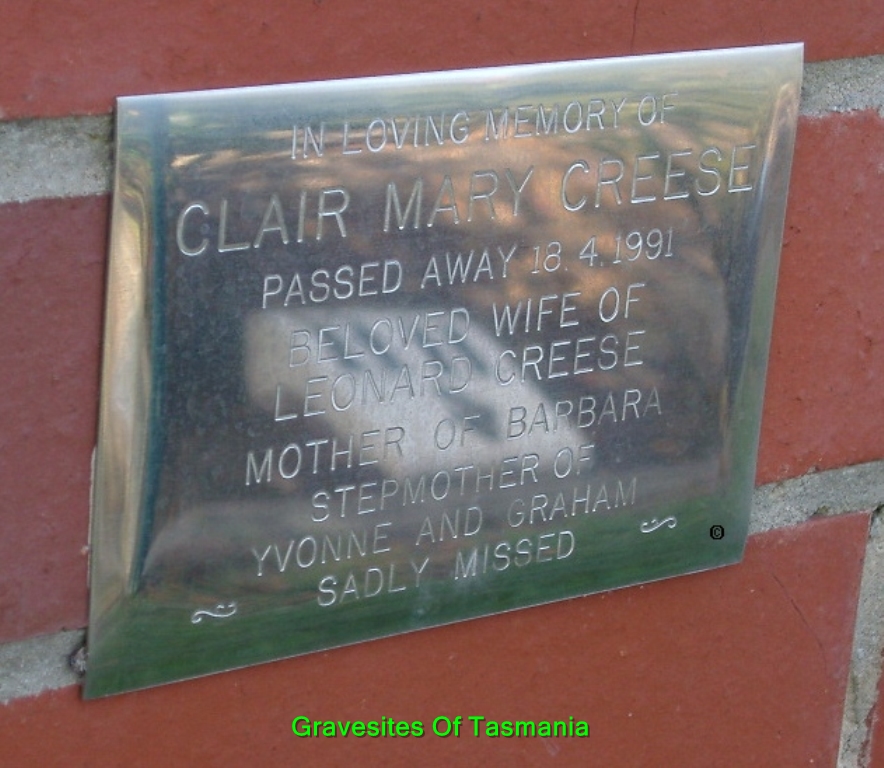 IN LOVING MEMORY OF
CLAIR MARY CREESE
PASSED AWAY 18.4.1991
BELOVED WIFE OF
LEONARD CREESE
MOTHER OF BARBARA
STEPMOTHER OF
YVONNE AND GRAHAM
SADLY MISSED
©
Gravesites Of Tasmania